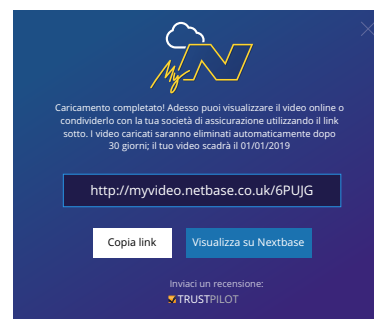 My N
Caricamento completato! Adesso puoi visualizzare il video online o
condividerlo con la tua società di assicurazione utilizzando il link
sotto. I video caricati saranno eliminati automaticamente dopo
30 giorni; il tuo video scadrà il 01/01/2019
http://myvideo.netbase.co.uk/6PUJG
Copia link
Visualizza su Nextbase
Inviaci un recensione:
TRUSTPILOT